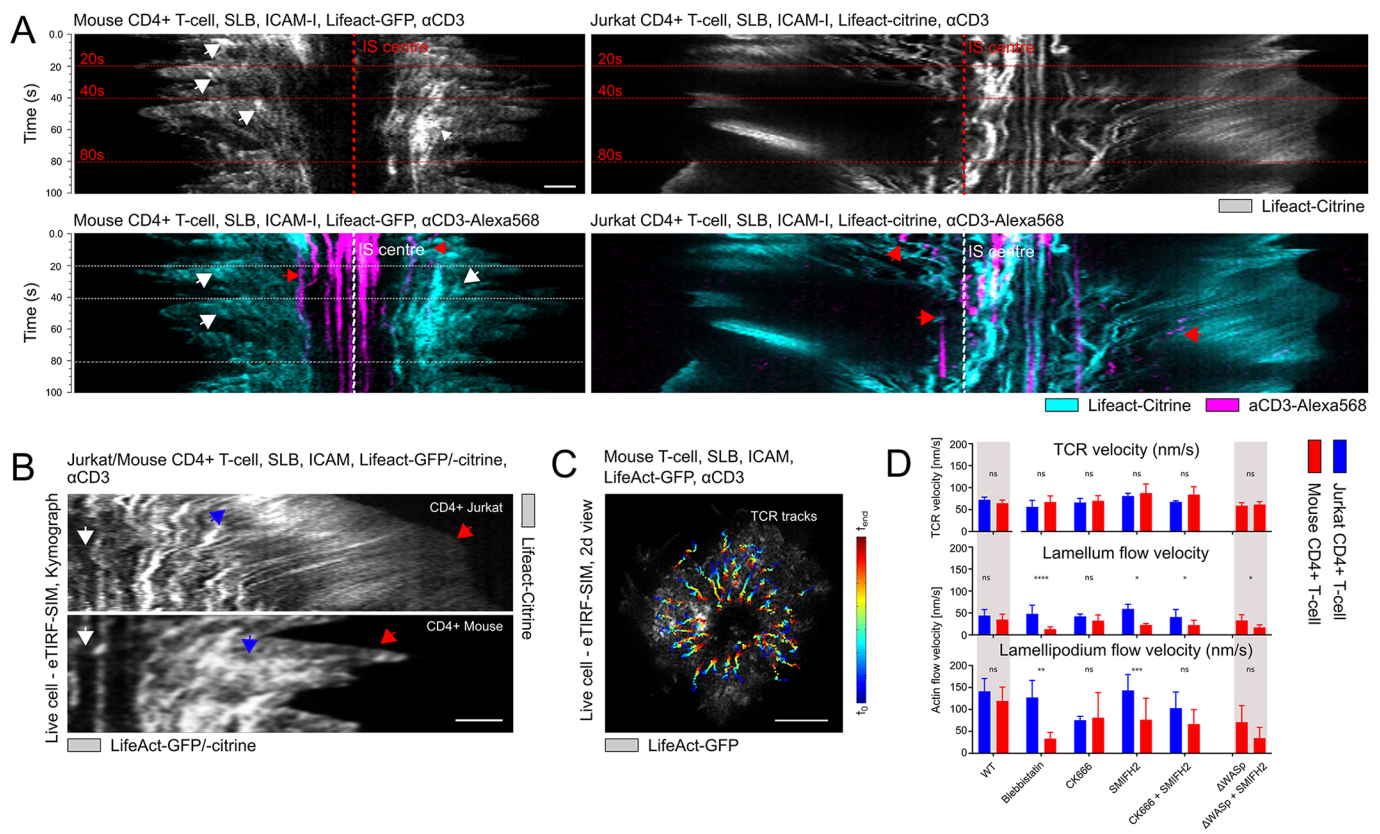 A
Mouse CD4+ T-cell, SLB, ICAM-I, Lifeact-GFP, αCD3
Jurkat CD4+ T-cell, SLB, ICAM-I, Lifeact-citrine, αCD3
Time (s)
0.0
20
40
60
80
100
20s
40s
80s
IS centre
20s
40s
80s
IS centre
Lifeact-Citrine
Mouse CD4+ T-cell, SLB, ICAM-I, Lifeact-GFP, αCD3-Alexa568
Jurkat CD4+ T-cell, SLB, ICAM-I, Lifeact-citrine, αCD3-Alexa568
Time (s)
0.0
20
40
60
80
100
IS centre
IS centre
Lifeact-Citrine
aCD3-Alexa568
B
Jurkat/Mouse CD4+ T-cell, SLB, ICAM, Lifeact-GFP/-citrine,
αCD3
Live cell - eTIRF-SIM, Kymograph
CD4+ Jurkat
CD4+ Mouse
Lifeact-Citrine
LifeAct-GFP/-citrine
C
Mouse T-cell, SLB, ICAM,
LifeAct-GFP, αCD3
Live cell - eTIRF-SIM, 2d view
TCR tracks
tend
t0
LifeAct-GFP
D
TCR velocity (nm/s)
TCR velocity [nm/s]
200
150
100
50
0
ns
ns
ns
ns
ns
ns
Lamellum flow velocity
200
150
100
50
0
ns
****
ns
*
*
*
Lamellipodium flow velocity (nm/s)
Actin flow velocity [nm/s]
200
150
100
50
0
ns
**
ns
***
ns
ns
WT
Blebbistatin
CK666
SMIFH2
CK666 + SMIFH2
ΔWASp
ΔWASp + SMIFH2
Mouse CD4+ T-cell
Jurkat CD4+ T-cell